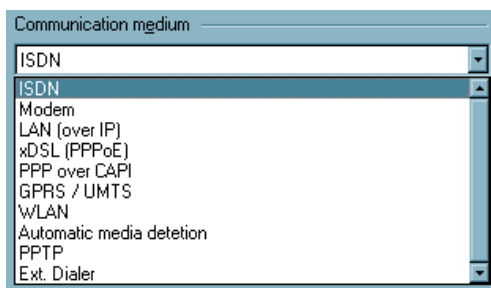 Communication medium
ISDN
ISDN
Modem
LAN (over IP)
xDSL (PPPoE)
PPP over CAPI
GPRS / UMTS
WLAN
Automatic media detetion
PPTP
Ext. Dialer